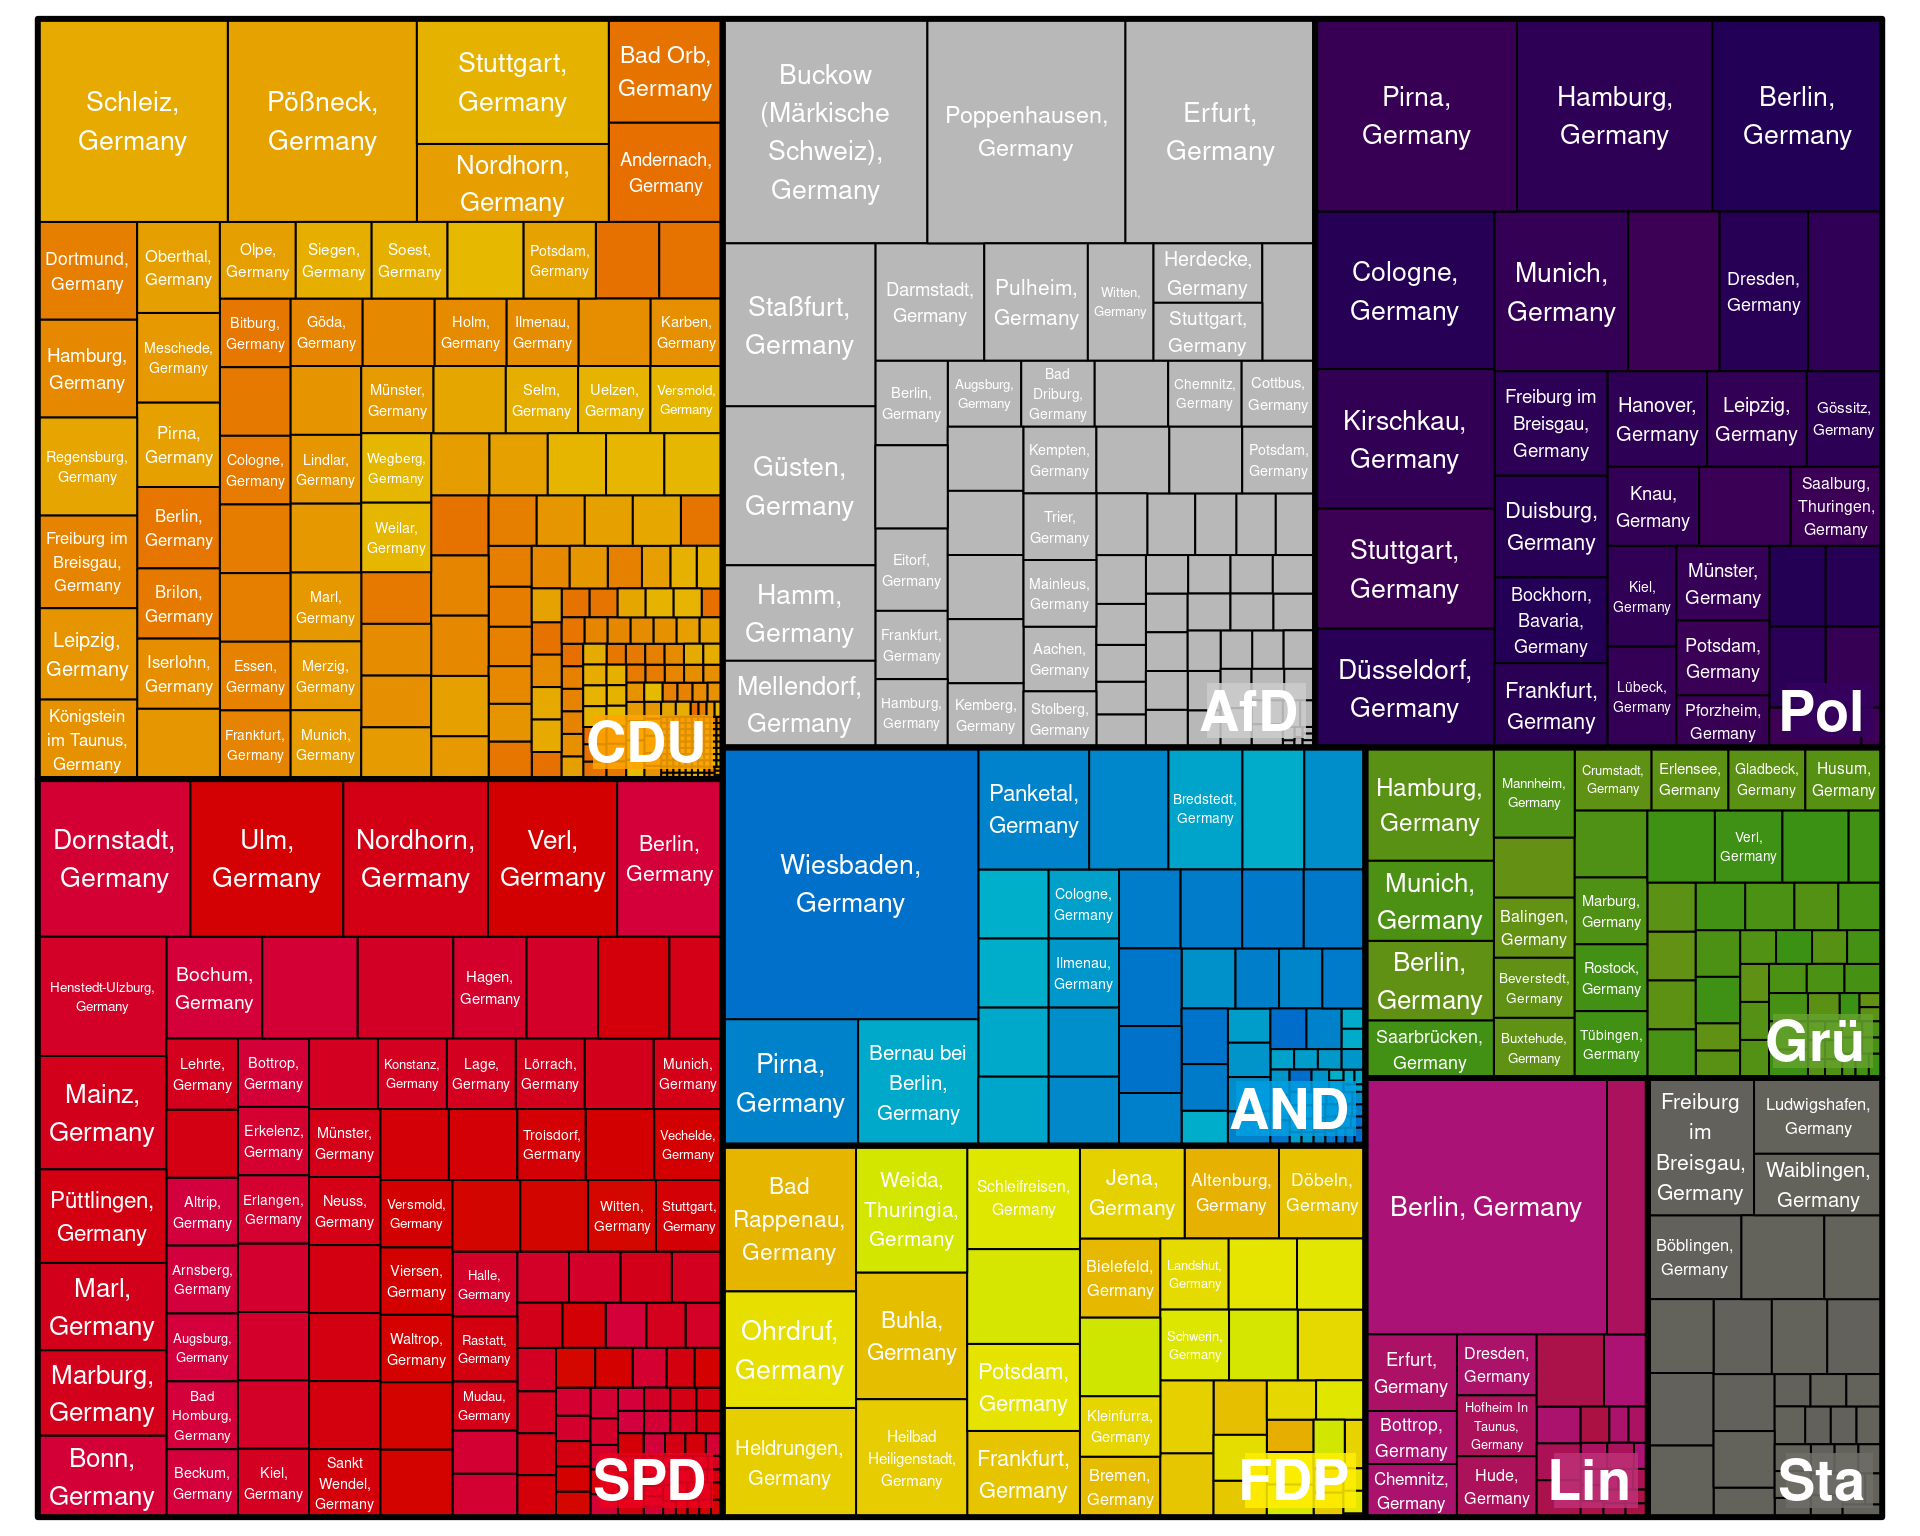 Schleiz,
Germany
Pößneck,
Germany
Stuttgart,
Germany
Nordhorn,
Germany
Bad Orb,
Germany
Andernach,
Germany
Dortmund,
Germany
Hamburg,
Germany
Regensburg,
Germany
Freiburg im
Breisgau,
Germany
Leipzig,
Germany
Königstein
im Taunus,
Germany
Oberthal,
Germany
Meschede,
Germany
Pirna,
Germany
Berlin,
Germany
Brilon,
Germany
Iserlohn,
Germany
Olpe,
Germany
Siegen,
Germany
Soest,
Germany
Potsdam,
Germany
Bitburg,
Germany
Göda,
Germany
Holm,
Germany
Ilmenau,
Germany
Karben,
Germany
Münster,
Germany
Selm,
Germany
Uelzen,
Germany
Versmold,
Germany
Cologne,
Germany
Lindlar,
Germany
Wegberg,
Germany
Weilar,
Germany
Marl,
Germany
Essen,
Germany
Merzig,
Germany
Frankfurt,
Germany
Munich,
Germany
CDU
Buckow
(Märkische
Schweiz),
Germany
Poppenhausen,
Germany
Erfurt,
Germany
Staßfurt,
Germany
Güsten,
Germany
Hamm,
Germany
Mellendorf,
Germany
Darmstadt,
Germany
Pulheim,
Germany
Witten,
Germany
Herdecke,
Germany
Stuttgart,
Germany
Berlin,
Germany
Augsburg,
Germany
Bad
Driburg,
Germany
Chemnitz,
Germany
Cottbus,
Germany
Kempten,
Germany
Potsdam,
Germany
Trier,
Germany
Eitorf,
Germany
Mainleus,
Germany
Frankfurt,
Germany
Aachen,
Germany
Hamburg,
Germany
Kemberg,
Germany
Stolberg,
Germany
AfD
Pirna,
Germany
Hamburg,
Germany
Berlin,
Germany
Cologne,
Germany
Kirschkau,
Germany
Stuttgart,
Germany
Düsseldorf,
Germany
Munich,
Germany
Dresden,
Germany
Freiburg im
Breisgau,
Germany
Hanover,
Germany
Leipzig,
Germany
Gössitz,
Germany
Duisburg,
Germany
Knau,
Germany
Saalburg,
Thuringen,
Germany
Bockhorn,
Bavaria,
Germany
Kiel,
Germany
Münster,
Germany
Potsdam,
Germany
Frankfurt,
Germany
Lübeck,
Germany
Pforzheim,
Germany
Pol
Dornstadt,
Germany
Ulm,
Germany
Nordhorn,
Germany
Verl,
Germany
Berlin,
Germany
Henstedt-Ulzburg,
Germany
Mainz,
Germany
Püttlingen,
Germany
Marl,
Germany
Marburg,
Germany
Bonn,
Germany
Bochum,
Germany
Hagen,
Germany
Lehrte,
Germany
Bottrop,
Germany
Konstanz,
Germany
Lage,
Germany
Lörrach,
Germany
Munich,
Germany
Erkelenz,
Germany
Münster,
Germany
Troisdorf,
Germany
Vechelde,
Germany
Altrip,
Germany
Erlangen,
Germany
Neuss,
Germany
Versmold,
Germany
Witten,
Germany
Stuttgart,
Germany
Arnsberg,
Germany
Viersen,
Germany
Halle,
Germany
Augsburg,
Germany
Waltrop,
Germany
Rastatt,
Germany
Bad
Homburg,
Germany
Mudau,
Germany
Beckum,
Germany
Kiel,
Germany
Sankt
Wendel,
Germany
SPD
Wiesbaden,
Germany
Pirna,
Germany
Bernau bei
Berlin,
Germany
Panketal,
Germany
Bredstedt,
Germany
Cologne,
Germany
Ilmenau,
Germany
AND
Hamburg,
Germany
Munich,
Germany
Berlin,
Germany
Saarbrücken,
Germany
Mannheim,
Germany
Balingen,
Germany
Beverstedt,
Germany
Buxtehude,
Germany
Crumstadt,
Germany
Erlensee,
Germany
Gladbeck,
Germany
Husum,
Germany
Verl,
Germany
Marburg,
Germany
Rostock,
Germany
Tübingen,
Germany
Grü
Bad
Rappenau,
Germany
Ohrdruf,
Germany
Heldrungen,
Germany
Weida,
Thuringia,
Germany
Buhla,
Germany
Heilbad
Heiligenstadt,
Germany
Schleifreisen,
Germany
Potsdam,
Germany
Frankfurt,
Germany
Jena,
Germany
Altenburg,
Germany
Döbeln,
Germany
Bielefeld,
Germany
Landshut,
Germany
Schwerin,
Germany
Kleinfurra,
Germany
Bremen,
Germany
FDP
Berlin, Germany
Erfurt,
Germany
Bottrop,
Germany
Chemnitz,
Germany
Dresden,
Germany
Hofheim In
Taunus,
Germany
Hude,
Germany
Lin
Freiburg
im
Breisgau,
Germany
Ludwigshafen,
Germany
Waiblingen,
Germany
Böblingen,
Germany
Sta